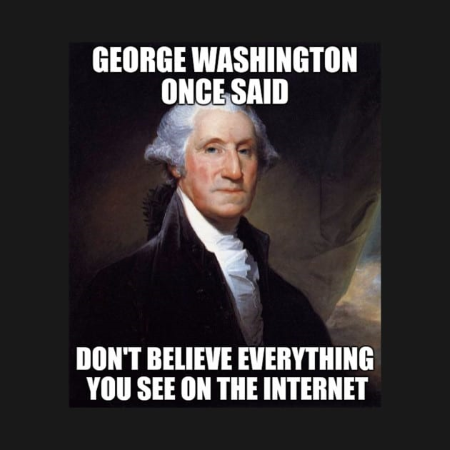 GEORGE WASHINGTON
ONCE SAID
DON'T BELIEVE EVERYTHING
YOU SEE ON THE INTERNET